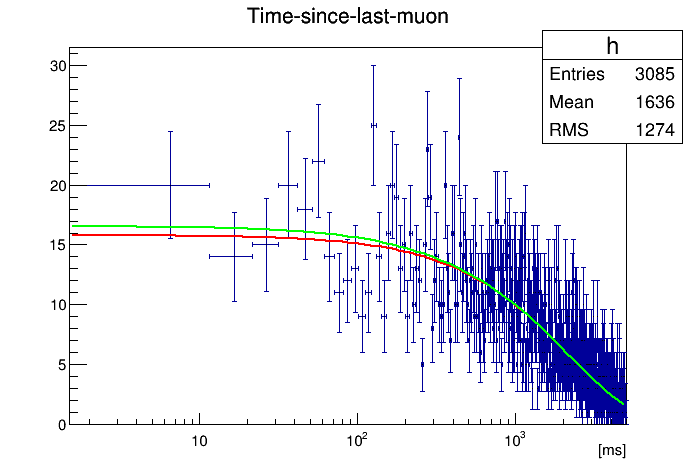 Time-since-last-muon
h
Entries 3085
Mean 1636
RMS 1274
30
25
20
15
10
5
0
10 10² 10³
[ms]